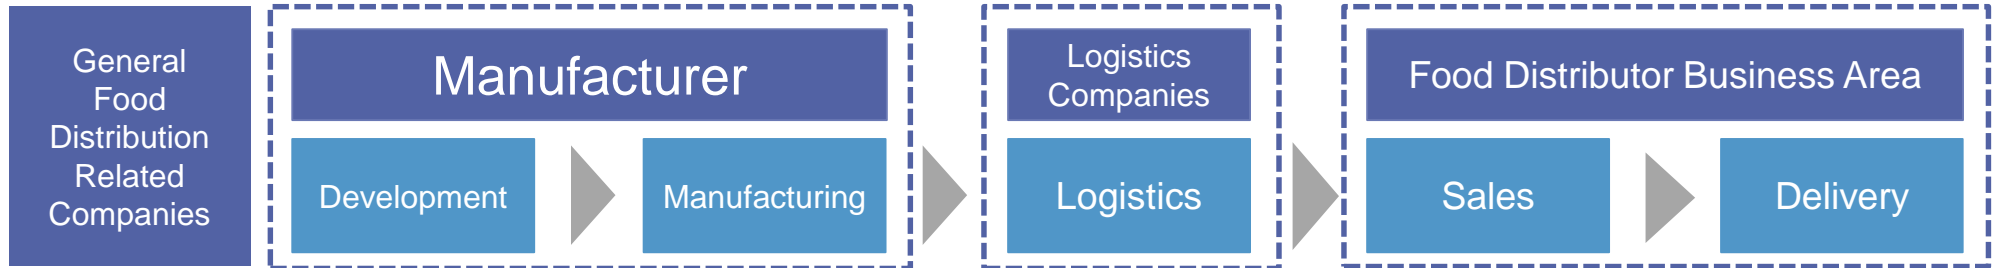 General
Food
Distribution
Related
Companies
Manufacturer
Development
Manufacturing
Logistics
Companies
Logistics
Food Distributor Business Area
Sales
Delivery